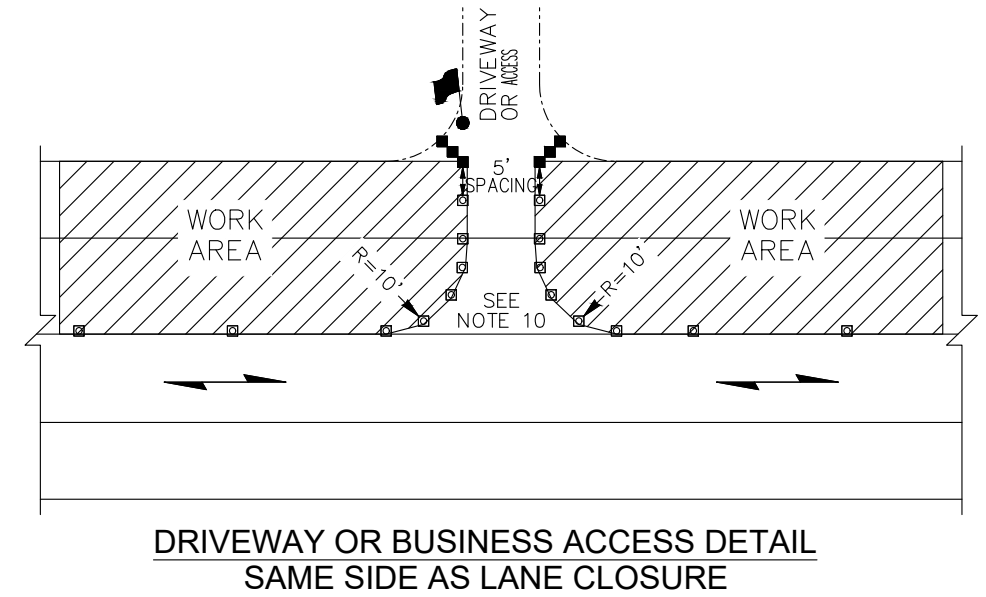 DRIVEWAY
OR ACCESS
5'
SPACING
WORK
AREA
WORK
AREA
R=10'
R=10'
SEE
NOTE 10
DRIVEWAY OR BUSINESS ACCESS DETAIL
SAME SIDE AS LANE CLOSURE